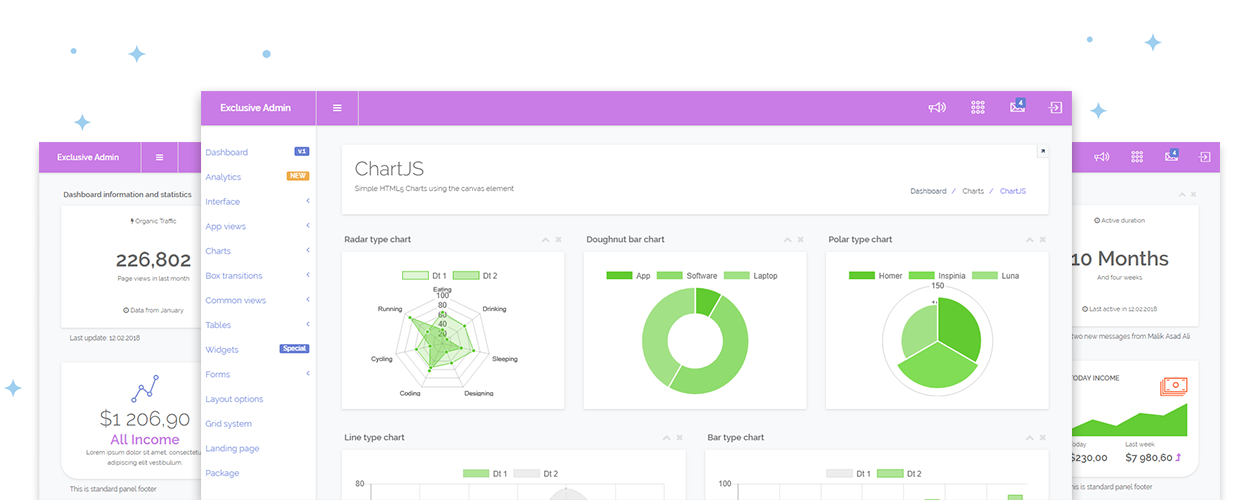 Exclusive Admin
Dashboard information and statistics
Organic Traffic
226,802
Page views in last month
Data from January
Last update: 12.02.2018
$1 206,90
All Income
Lorem ipsum dolor sit amet, consectetu
adipiscing elit vestibulum.
This is standard panel footer
Exclusive Admin
4
Dashboard v.1
Analytics NEW
Interface
App views
Charts
Box transitions
Common views
Tables
Widgets Special
Forms
Layout options
Grid system
Landing page
Package
ChartJS
Simple HTML5 Charts using the canvas element
Dashboard / Charts / ChartJS
Radar type chart
Dt 1 Dt 2
Eating
100
80
60
40
20
Running
Drinking
Cycling
Sleeping
Coding
Designing
Doughnut bar chart
App Software Laptop
Polar type chart
Homer Inspinia Luna
150
Line type chart
Dt 1 Dt 2
80
Bar type chart
Dt 1 Dt 2
100
4
Active duration
10 Months
And four weeks
Last active in 12.02.2018
two new messages from Malik Asad Ali
TODAY INCOME
Last week
$230,00
$7 980,60
This is standard panel footer